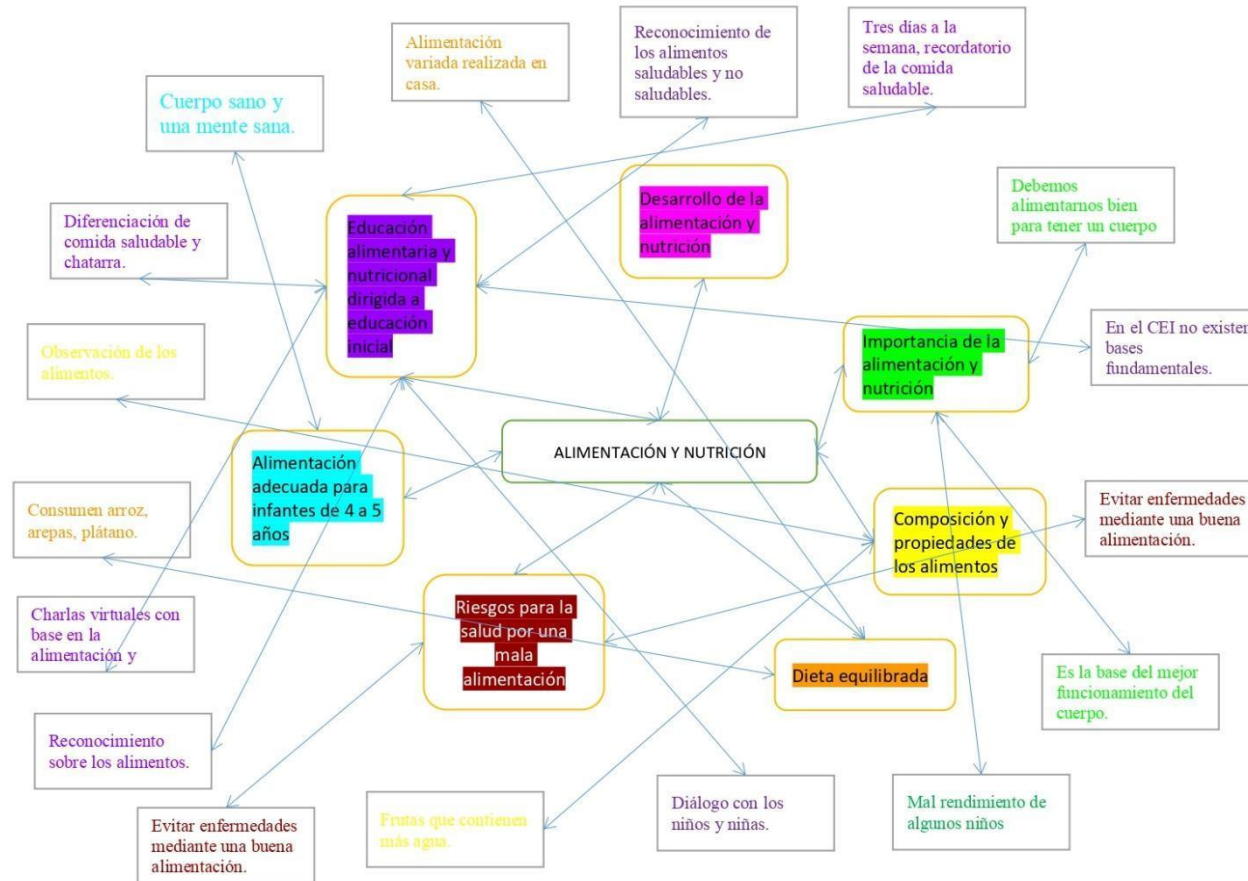 Alimentación
variada realizada en
casa.
Reconocimiento de
los alimentos
saludables y no
saludables.
Tres días a la
semana, recordatorio
de la comida
saludable.
Cuerpo sano y
una mente sana.
Desarrollo de la
alimentación y
nutrición
Debemos
alimentarnos bien
para tener un cuerpo
Diferenciación de
comida saludable y
chatarra.
Educación
alimentaria y
nutricional
dirigida a
educación
inicial
En el CEI no existen
bases
fundamentales.
Importancia de la
alimentación y
nutrición
Observación de los
alimentos.
ALIMENTACIÓN Y NUTRICIÓN
Alimentación
adecuada para
infantes de 4 a 5
años
Consumen arroz,
arepas, plátano.
Composición y
propiedades de
los alimentos
Evitar enfermedades
mediante una buena
alimentación.
Charlas virtuales con
base en la
alimentación y
Riesgos para la
salud por una
mala
alimentación
Dieta equilibrada
Es la base del mejor
funcionamiento del
cuerpo.
Reconocimiento
sobre los alimentos.
Evitar enfermedades
mediante una buena
alimentación.
Frutas que contienen
más agua.
Diálogo con los
niños y niñas.
Mal rendimiento de
algunos niños